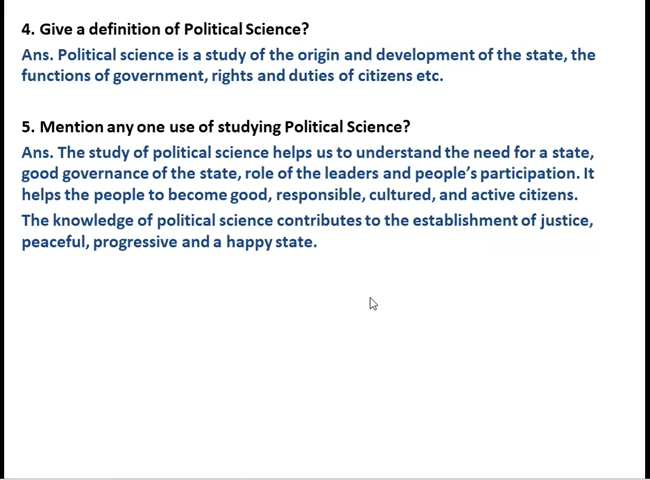 4. Give a definition of Political Science?
Ans. Political science is a study of the origin and development of the state, the
functions of government, rights and duties of citizens etc.
5. Mention any one use of studying Political Science?
Ans. The study of political science helps us to understand the need for a state,
good governance of the state, role of the leaders and people's participation. It
helps the people to become good, responsible, cultured, and active citizens.
The knowledge of political science contributes to the establishment of justice,
peaceful, progressive and a happy state.